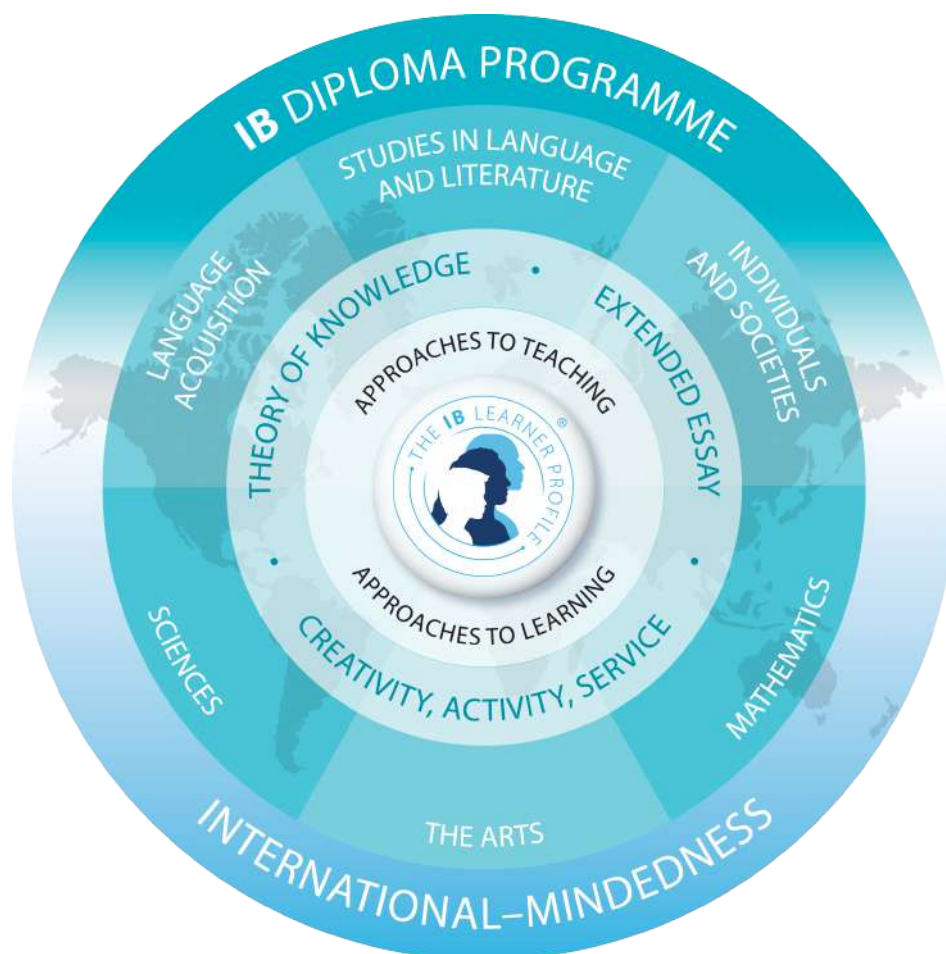 IB DIPLOMA PROGRAMME
STUDIES IN LANGUAGE
AND LITERATURE
LANGUAGE
ACQUISITION
INDIVIDUALS
AND SOCIETIES
THEORY OF KNOWLEDGE
•
EXTENDED ESSAY
APPROACHES TO TEACHING
THE IB LEARNER PROFILE ®
APPROACHES TO LEARNING
•
•
CREATIVITY, ACTIVITY, SERVICE
SCIENCES
MATHEMATICS
THE ARTS
INTERNATIONAL–MINDEDNESS